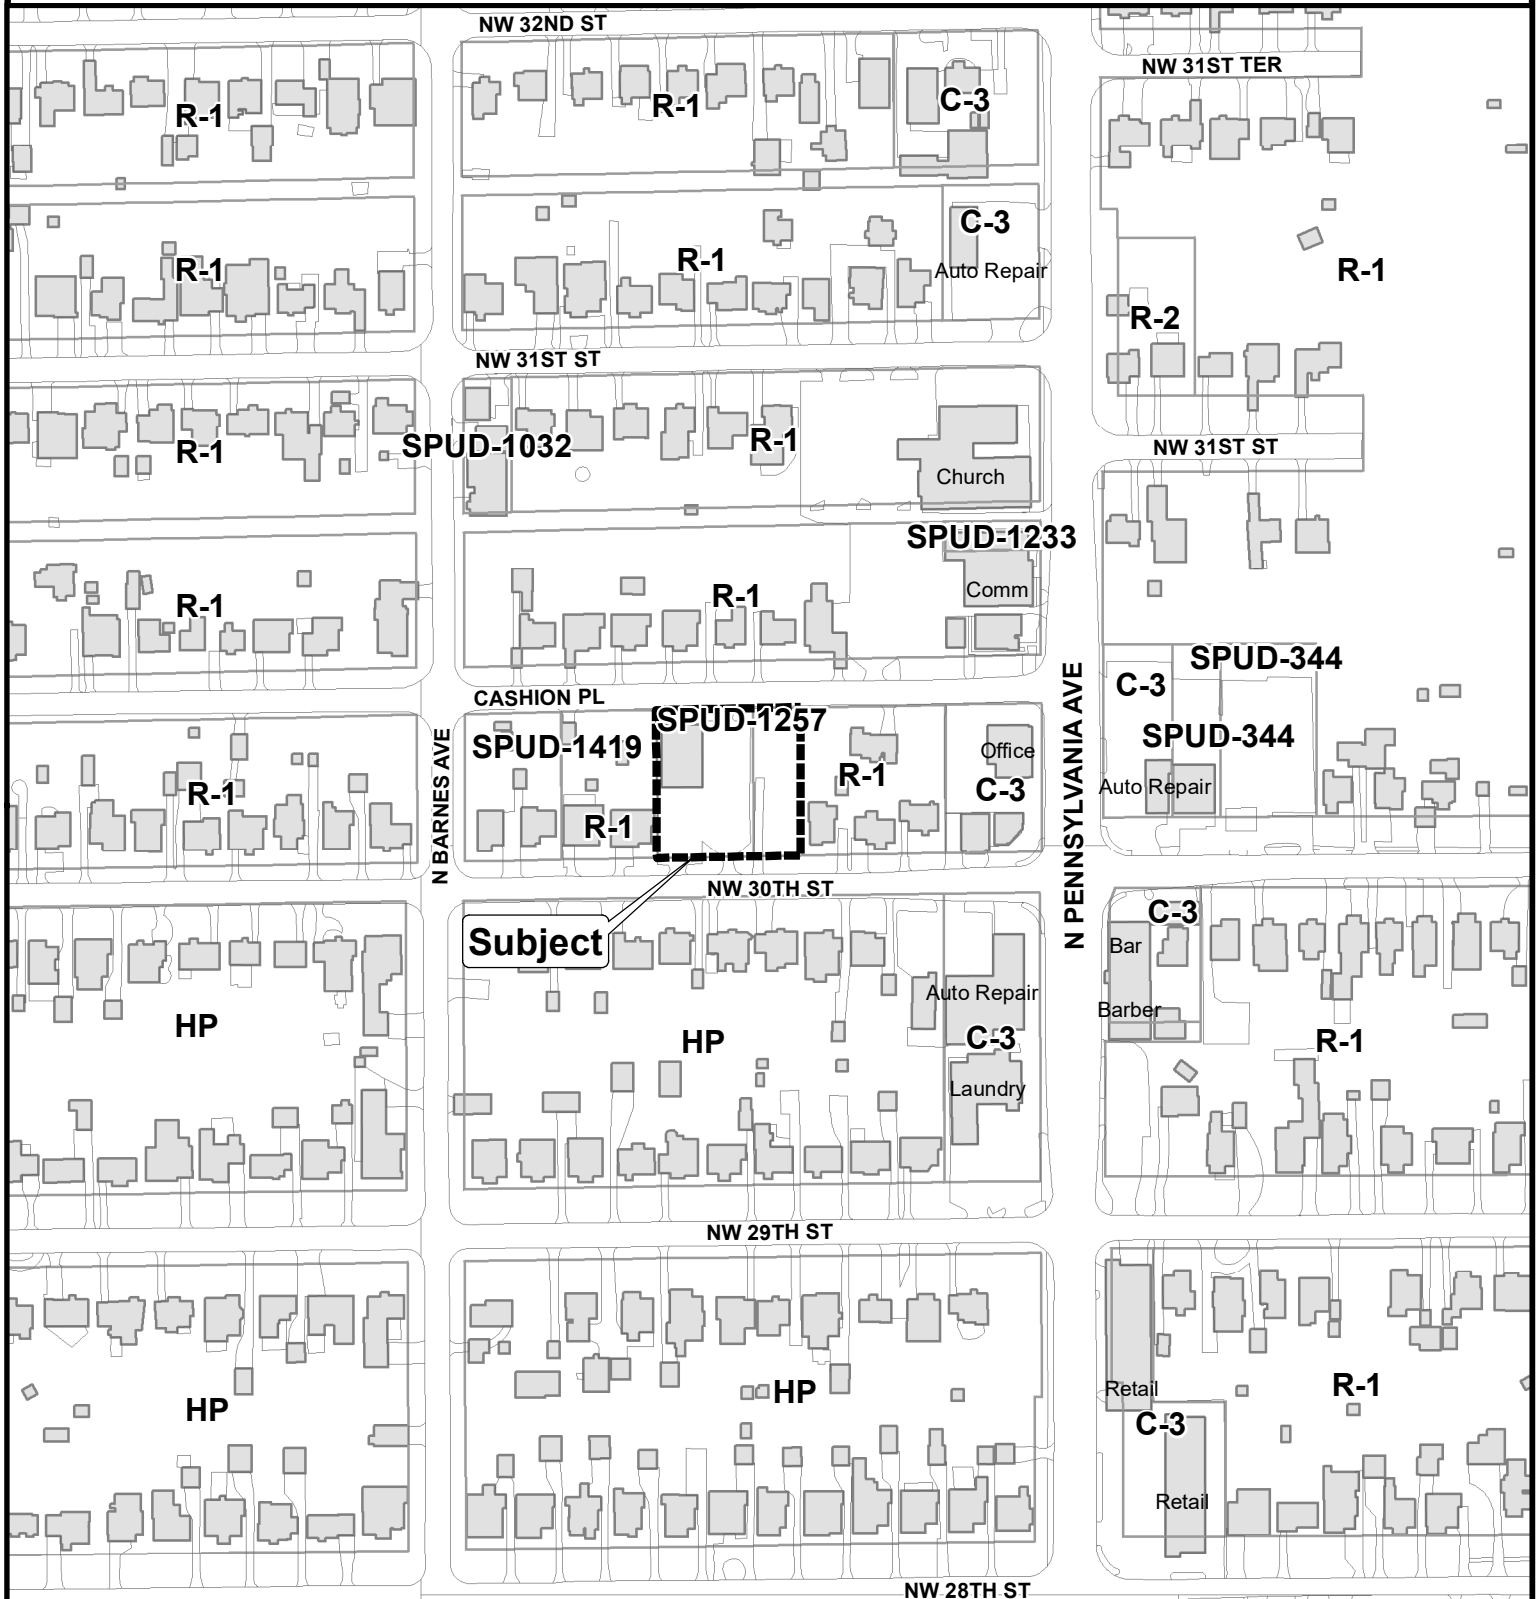 NW 32ND ST
NW 31ST TER
R-1
R-1
C-3
R-1
R-1
C-3
Auto Repair
R-1
R-2
NW 31ST ST
NW 31ST ST
R-1
SPUD-1032
R-1
Church
SPUD-1233
Comm
R-1
R-1
SPUD-344
C-3
CASHION PL
N BARNES AVE
N PENNSYLVANIA AVE
SPUD-1257
SPUD-1419
SPUD-344
Office
R-1
C-3
Auto Repair
R-1
R-1
NW 30TH ST
Subject
C-3
Bar
Barber
HP
HP
Auto Repair
C-3
Laundry
R-1
NW 29TH ST
HP
HP
Retail
C-3
R-1
Retail
NW 28TH ST